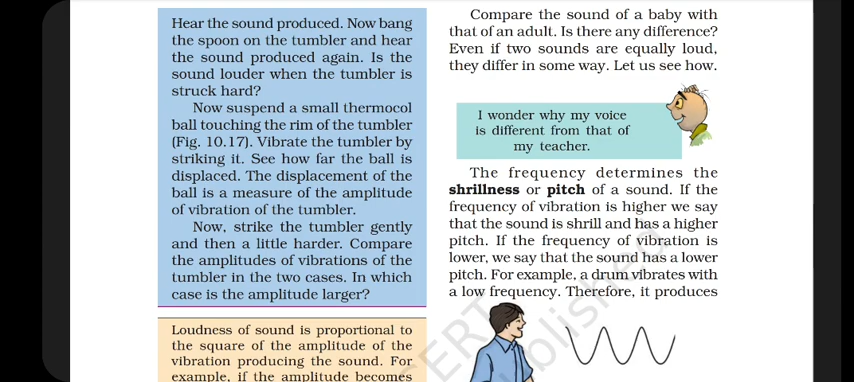 Hear the sound produced. Now bang
the spoon on the tumbler and hear
the sound produced again. Is the
sound louder when the tumbler is
struck hard?
Now suspend a small thermocol
ball touching the rim of the tumbler
(Fig. 10.17). Vibrate the tumbler by
striking it. See how far the ball is
displaced. The displacement of the
ball is a measure of the amplitude
of vibration of the tumbler.
Now, strike the tumbler gently
and then a little harder. Compare
the amplitudes of vibrations of the
tumbler in the two cases. In which
case is the amplitude larger?
Loudness of sound is proportional to
the square of the amplitude of the
vibration producing the sound. For
example, if the amplitude becomes
Compare the sound of a baby with
that of an adult. Is there any difference?
Even if two sounds are equally loud,
they differ in some way. Let us see how.
I wonder why my voice
is different from that of
my teacher.
The frequency determines the
shrillness or pitch of a sound. If the
frequency of vibration is higher we say
that the sound is shrill and has a higher
pitch. If the frequency of vibration is
lower, we say that the sound has a lower
pitch. For example, a drum vibrates with
a low frequency. Therefore, it produces